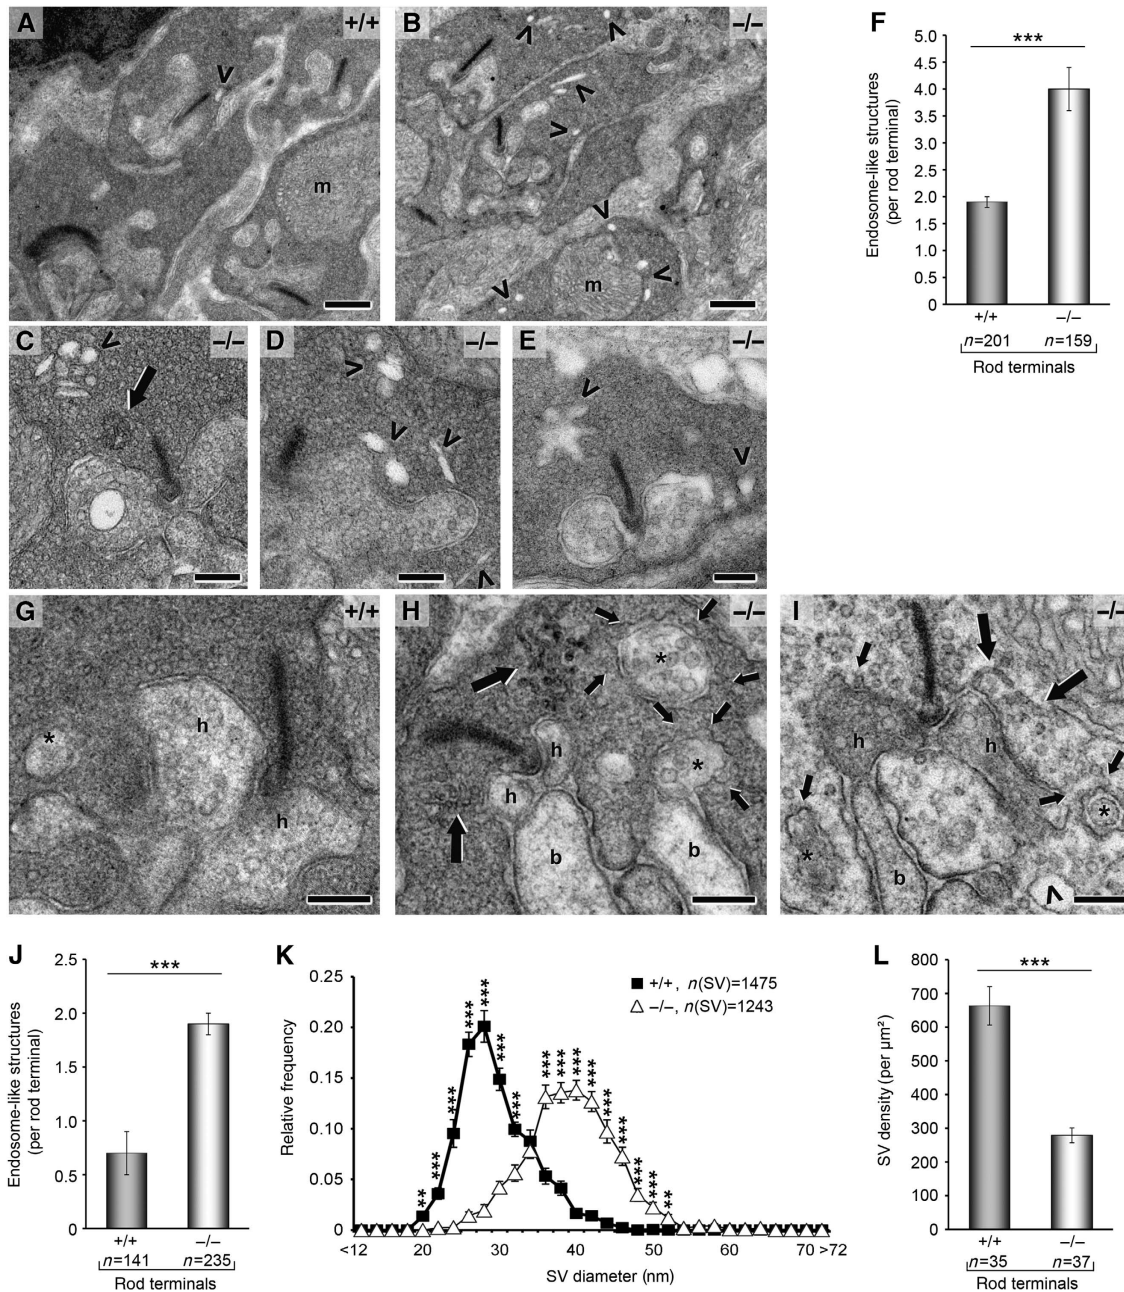 A
+/+
m
B
–/–
m
F
***
5.0
4.5
4.0
3.5
3.0
2.5
2.0
1.5
1.0
0.5
0
Endosome-like structures
(per rod terminal)
+/+
–/–
n=201
n=159
Rod terminals
C
–/–
D
–/–
E
–/–
G
+/+
*
h
h
H
–/–
*
*
h
h
b
b
I
–/–
h
h
*
*
b
J
***
2.5
2.0
1.5
1.0
0.5
0
Endosome-like structures
(per rod terminal)
+/+
–/–
n=141
n=235
Rod terminals
K
+/+, n(SV)=1475
–/–, n(SV)=1243
0.25
0.20
0.15
0.10
0.05
0
Relative frequency
**
***
***
***
***
***
***
***
***
***
***
***
***
***
***
**
<12
20
30
40
50
60
70
>72
SV diameter (nm)
L
***
800
700
600
500
400
300
200
100
0
SV density (per µm²)
+/+
–/–
n=35
n=37
Rod terminals